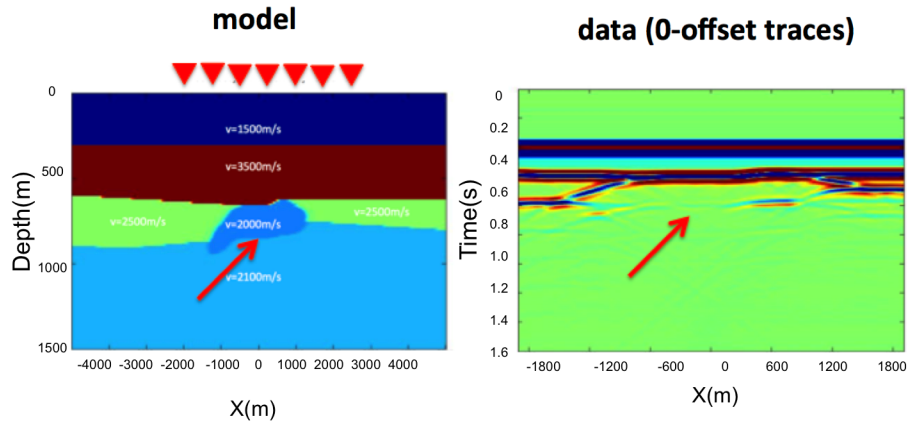 model
data (0-offset traces)
0
500
1000
1500
Depth(m)
v=1500m/s
v=3500m/s
v=2500m/s
v=2000m/s
v=2500m/s
v=2100m/s
-4000 -3000 -2000 -1000 0 1000 2000 3000 4000
X(m)
0
0.2
0.4
0.6
0.8
1.0
1.2
1.4
1.6
Time(s)
-1800 -1200 -600 0 600 1200 1800
X(m)